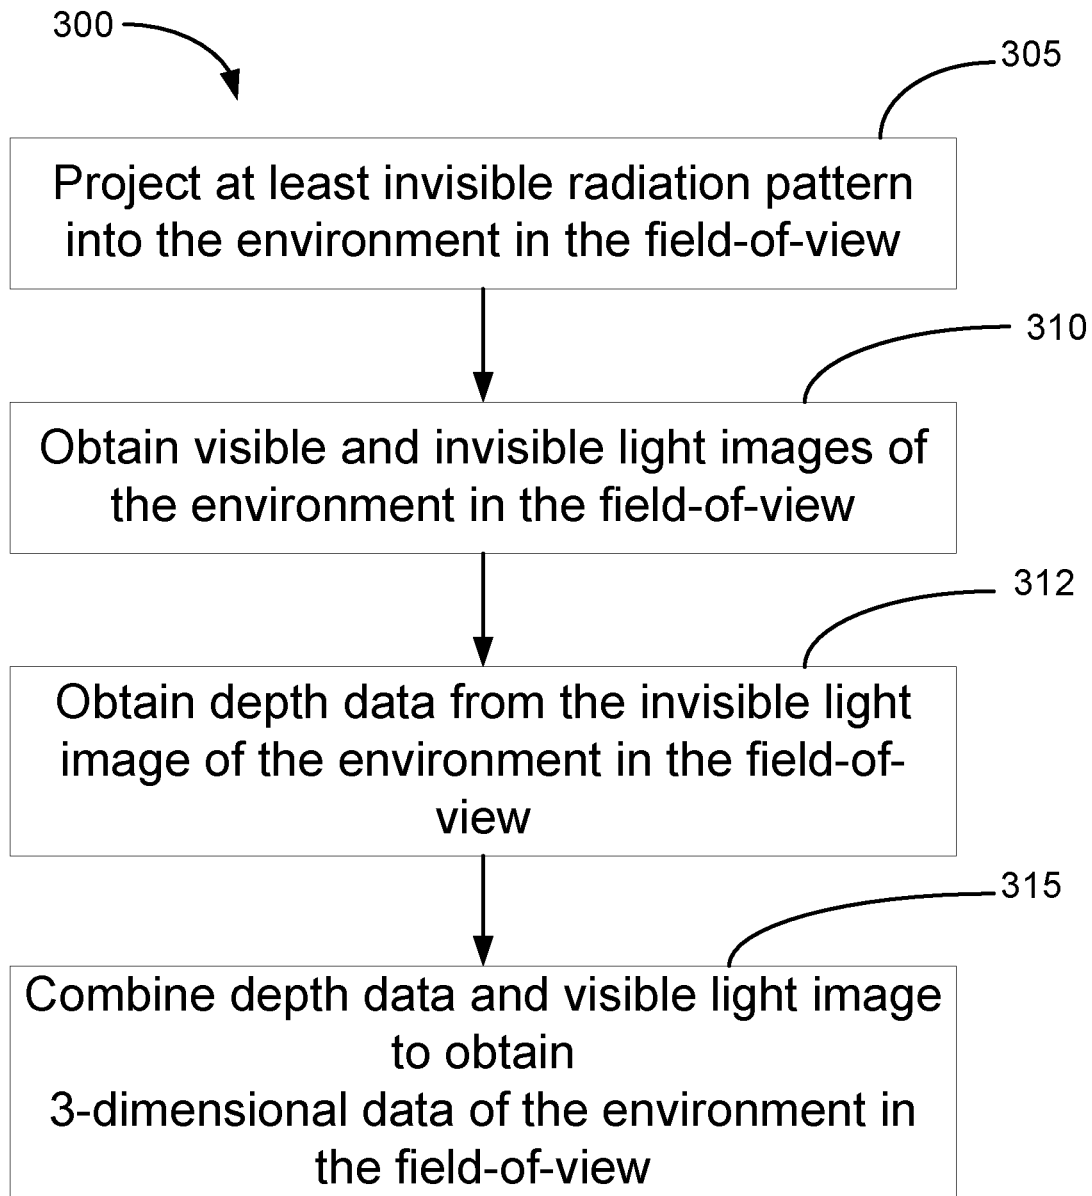 300
305
Project at least invisible radiation pattern
into the environment in the field-of-view
310
Obtain visible and invisible light images of
the environment in the field-of-view
312
Obtain depth data from the invisible light
image of the environment in the field-of-
view
315
Combine depth data and visible light image
to obtain
3-dimensional data of the environment in
the field-of-view